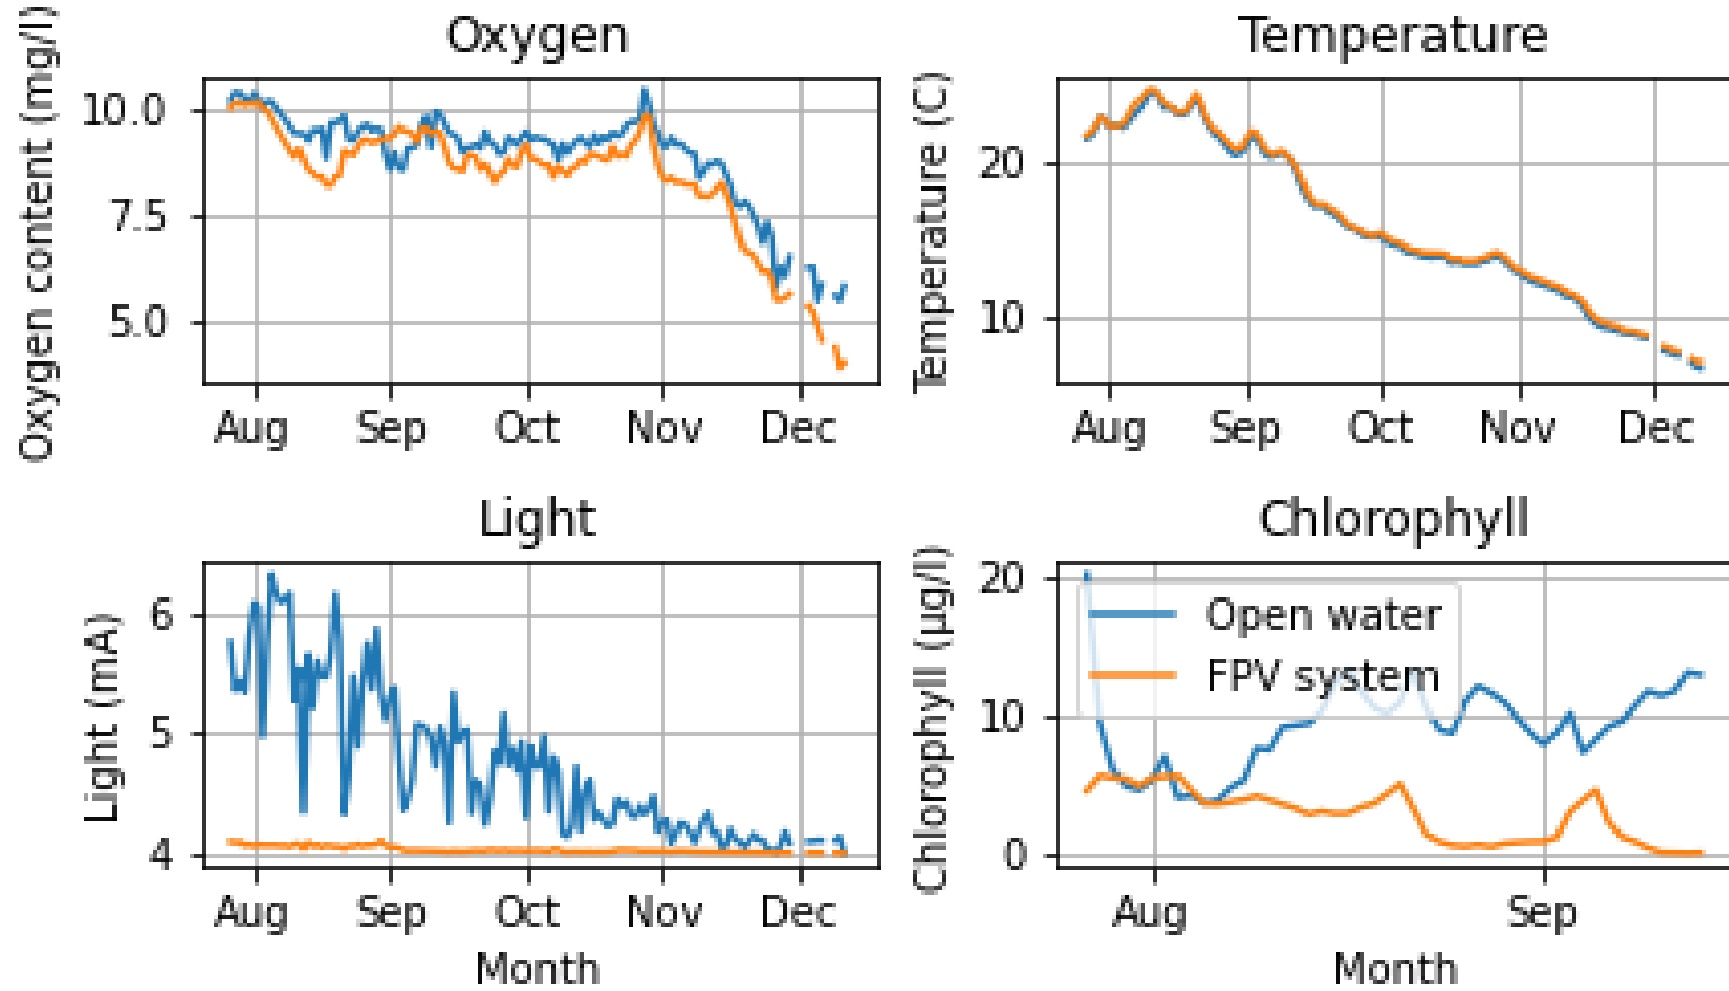 Oxygen
Oxygen content (mg/l)
10.0
7.5
5.0
Aug Sep Oct Nov Dec
Temperature
Temperature (C)
20
10
Aug Sep Oct Nov Dec
Light
Light (mA)
6
5
4
Aug Sep Oct Nov Dec
Month
Chlorophyll
Chlorophyll (μg/l)
20
10
0
Open water
FPV system
Aug Sep
Month